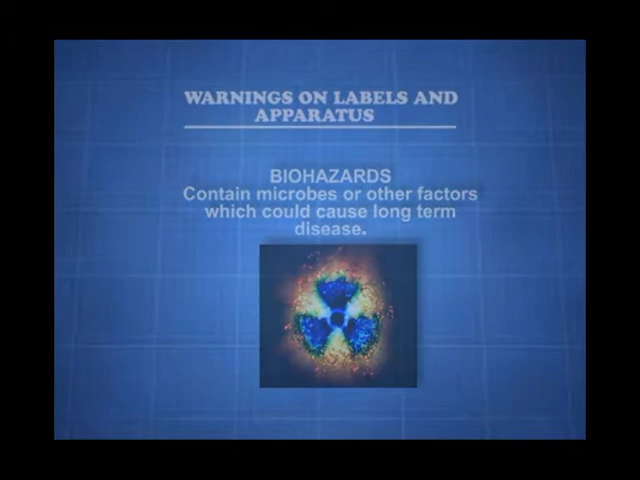 WARNINGS ON LABELS AND
APPARATUS
BIOHAZARDS
Contain microbes or other factors
which could cause long term
disease.